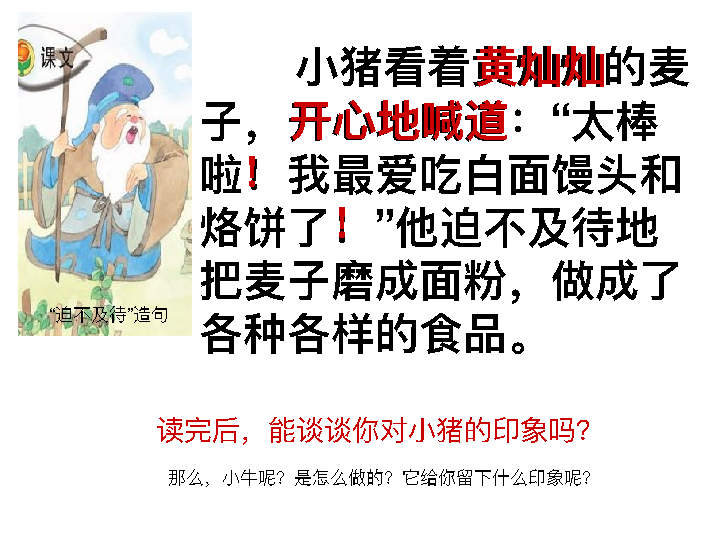 课文
小猪看着黄灿灿的麦
子，开心地喊道：“太棒
啦！我最爱吃白面馒头和
烙饼了！”他迫不及待地
把麦子磨成面粉，做成了
各种各样的食品。
“迫不及待”造句
读完后，能谈谈你对小猪的印象吗？
那么，小牛呢？是怎么做的？它给你留下什么印象呢？